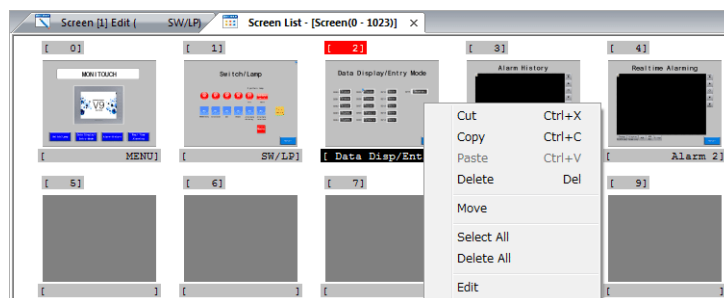 Screen [1] Edit ( SW/LP)
Screen List - [Screen(0 - 1023)] ×
[ 0] [ 1] [ 2] [ 3] [ 4]
MONITOUCH
V9
Switch/Lamp
Data Display/Entry Mode
Alarm History
Realtime Alarming
[ MENU] [ SW/LP] [ Data Disp/Ent [ Alarm 2]
Cut Ctrl+X
Copy Ctrl+C
Paste Ctrl+V
Delete Del
Move
Select All
Delete All
Edit
[ 5] [ 6] [ 7] [ 9]
[ ] [ ] [ [ ]